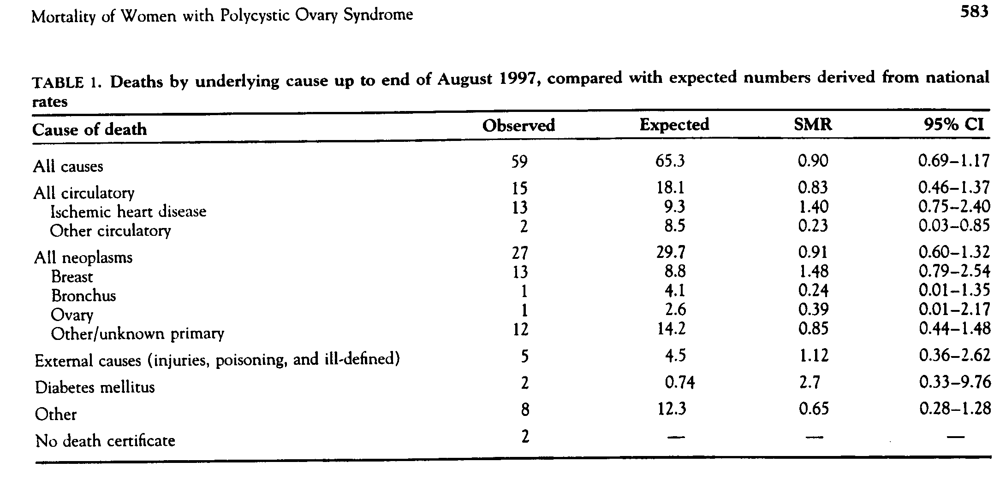 Mortality of Women with Polycystic Ovary Syndrome 583
TABLE 1. Deaths by underlying cause up to end of August 1997, compared with expected numbers derived from national
rates
Cause of death Observed Expected SMR 95% CI
All causes 59 65.3 0.90 0.69–1.17
All circulatory 15 18.1 0.83 0.46–1.37
Ischemic heart disease 13 9.3 1.40 0.75–2.40
Other circulatory 2 8.5 0.23 0.03–0.85
All neoplasms 27 29.7 0.91 0.60–1.32
Breast 13 8.8 1.48 0.79–2.54
Bronchus 1 4.1 0.24 0.01–1.35
Ovary 1 2.6 0.39 0.01–2.17
Other/unknown primary 12 14.2 0.85 0.44–1.48
External causes (injuries, poisoning, and ill-defined) 5 4.5 1.12 0.36–2.62
Diabetes mellitus 2 0.74 2.7 0.33–9.76
Other 8 12.3 0.65 0.28–1.28
No death certificate 2 — — —